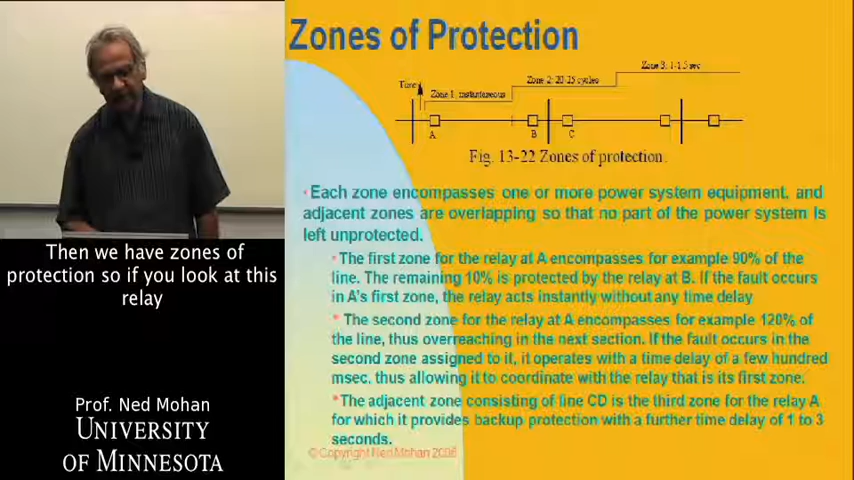 Zones of Protection
Zone 3: 1-1.5 sec
Zone 2: 20-25 cycles
Time
Zone 1, instantaneous
A
B
C
Fig. 13-22 Zones of protection.
• Each zone encompasses one or more power system equipment, and
adjacent zones are overlapping so that no part of the power system is
left unprotected.
• The first zone for the relay at A encompasses for example 90% of the
line. The remaining 10% is protected by the relay at B. If the fault occurs
in A's first zone, the relay acts instantly without any time delay
• The second zone for the relay at A encompasses for example 120% of
the line, thus overreaching in the next section. If the fault occurs in the
second zone assigned to it, it operates with a time delay of a few hundred
msec, thus allowing it to coordinate with the relay that is its first zone.
• The adjacent zone consisting of line CD is the third zone for the relay A
for which it provides backup protection with a further time delay of 1 to 3
seconds.
© Copyright Ned Mohan 2006
Then we have zones of
protection so if you look at this
relay
Prof. Ned Mohan
UNIVERSITY
OF MINNESOTA